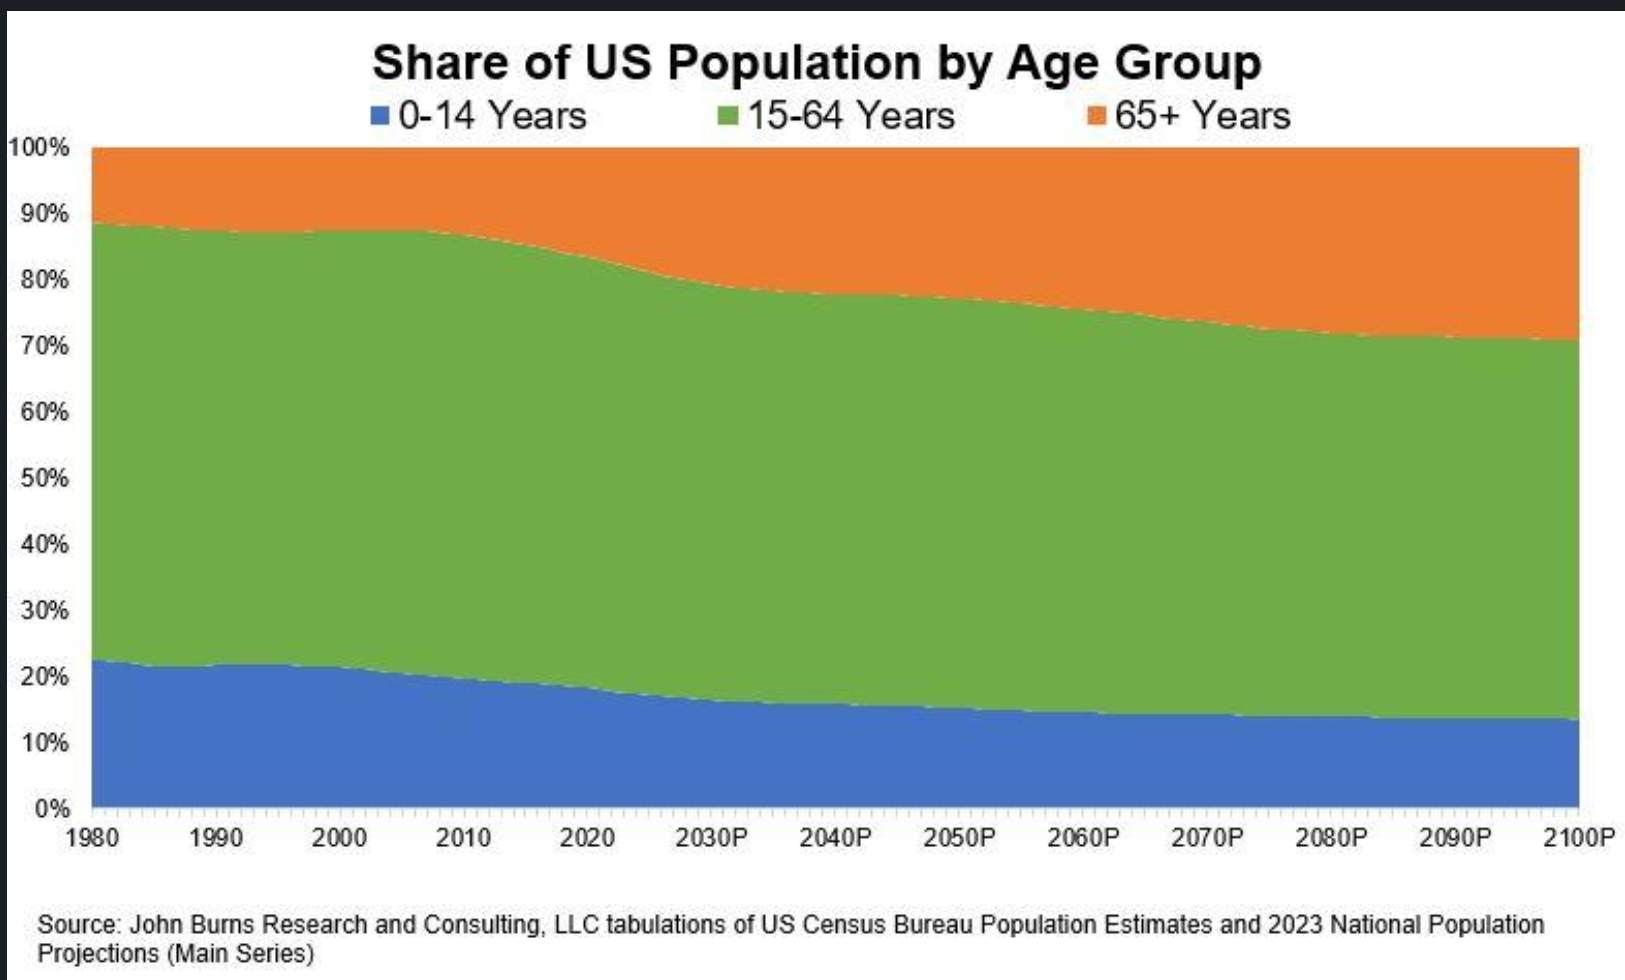 Share of US Population by Age Group
0-14 Years 15-64 Years 65+ Years
100%
90%
80%
70%
60%
50%
40%
30%
20%
10%
0%
1980 1990 2000 2010 2020 2030P 2040P 2050P 2060P 2070P 2080P 2090P 2100P
Source: John Burns Research and Consulting, LLC tabulations of US Census Bureau Population Estimates and 2023 National Population
Projections (Main Series)